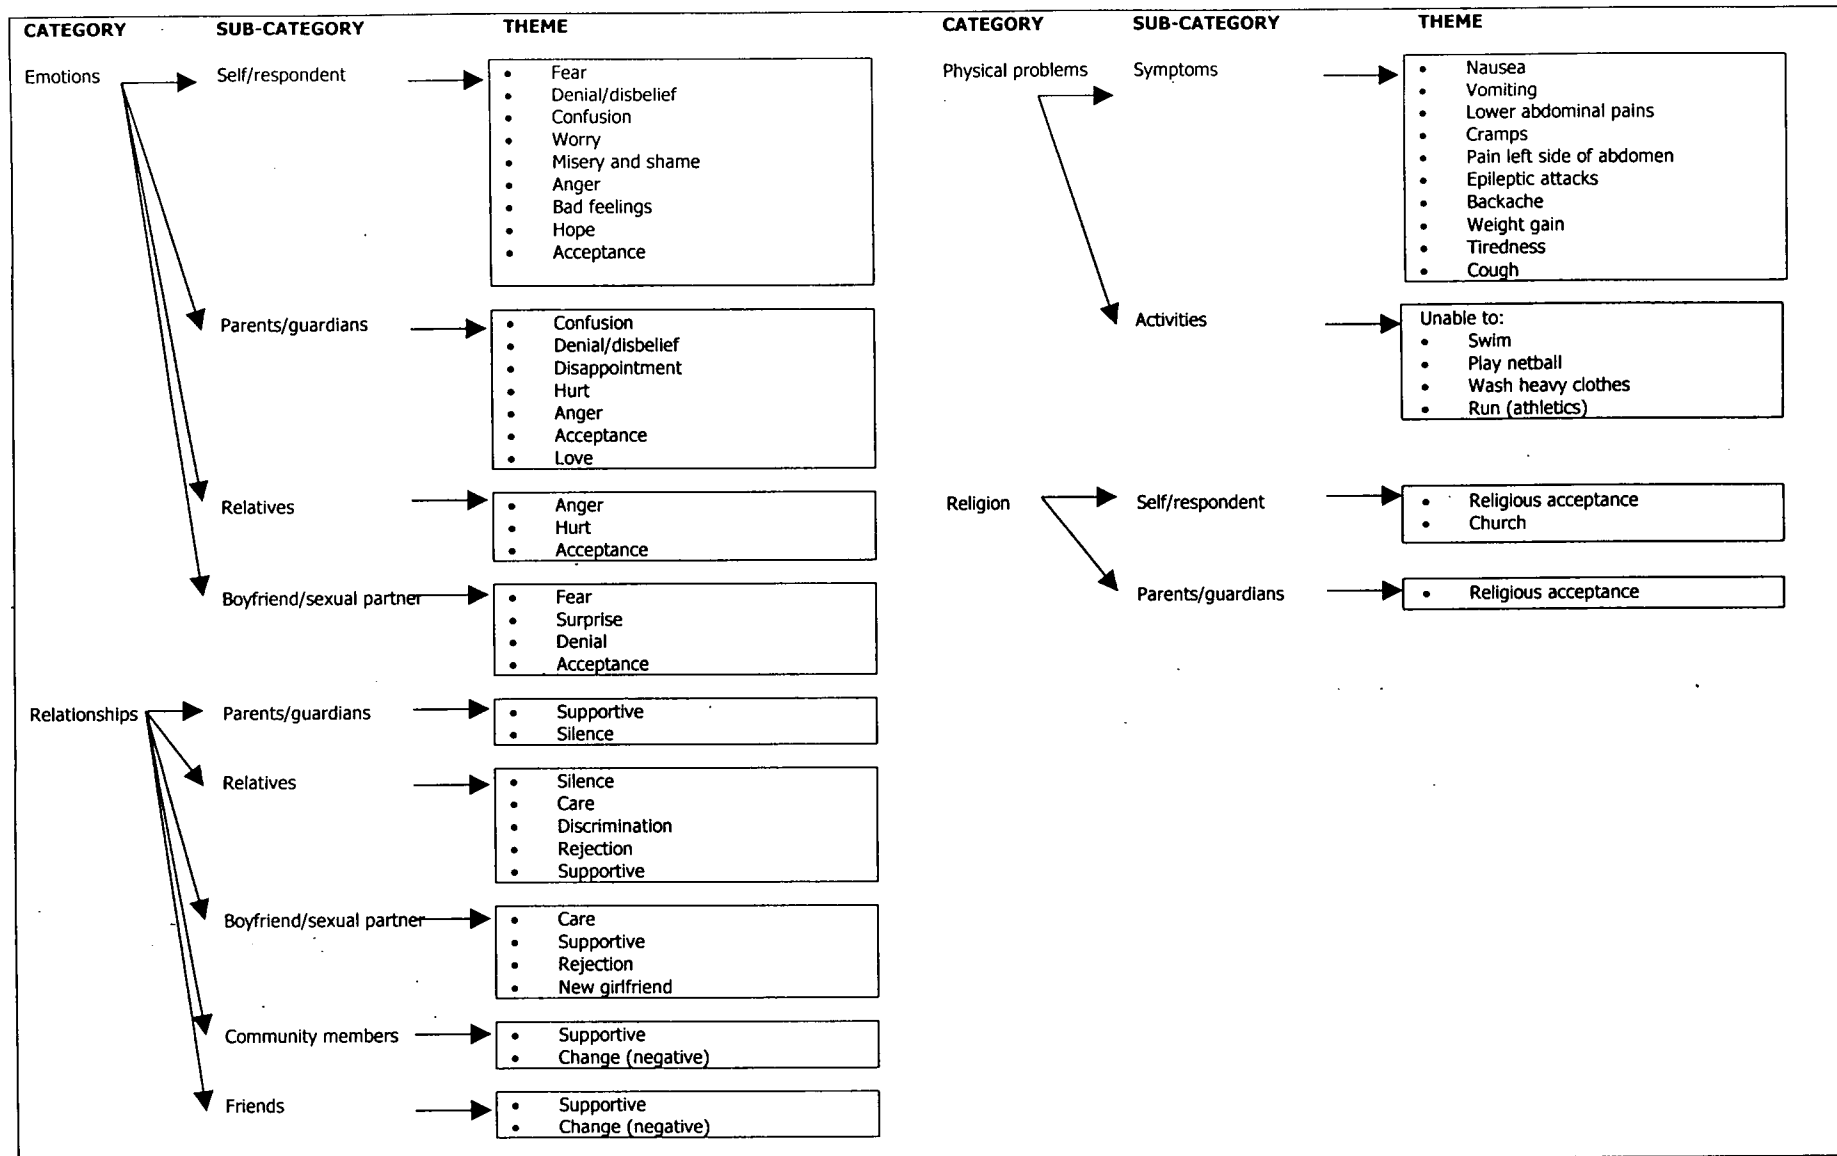 CATEGORY SUB-CATEGORY THEME
Emotions Self/respondent
• Fear
• Denial/disbelief
• Confusion
• Worry
• Misery and shame
• Anger
• Bad feelings
• Hope
• Acceptance
Parents/guardians
• Confusion
• Denial/disbelief
• Disappointment
• Hurt
• Anger
• Acceptance
• Love
Relatives
• Anger
• Hurt
• Acceptance
Boyfriend/sexual partner
• Fear
• Surprise
• Denial
• Acceptance
Relationships Parents/guardians
• Supportive
• Silence
Relatives
• Silence
• Care
• Discrimination
• Rejection
• Supportive
Boyfriend/sexual partner
• Care
• Supportive
• Rejection
• New girlfriend
Community members
• Supportive
• Change (negative)
Friends
• Supportive
• Change (negative)
CATEGORY SUB-CATEGORY THEME
Physical problems Symptoms
• Nausea
• Vomiting
• Lower abdominal pains
• Cramps
• Pain left side of abdomen
• Epileptic attacks
• Backache
• Weight gain
• Tiredness
• Cough
Activities
Unable to:
• Swim
• Play netball
• Wash heavy clothes
• Run (athletics)
Religion Self/respondent
• Religious acceptance
• Church
Parents/guardians
• Religious acceptance